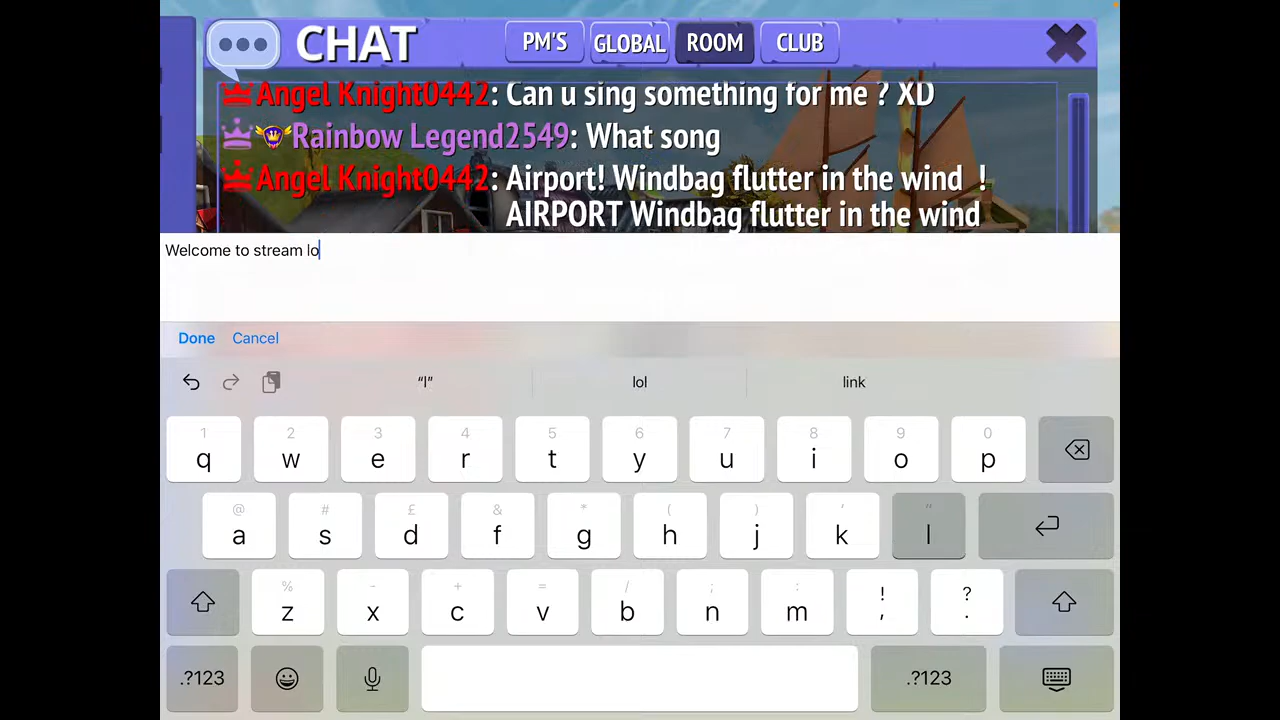 CHAT PM'S GLOBAL ROOM CLUB
Angel Knight0442: Can u sing something for me ? XD
Rainbow Legend2549: What song
Angel Knight0442: Airport! Windbag flutter in the wind !
AIRPORT Windbag flutter in the wind
Welcome to stream lo
Done Cancel
“l” lol link
1 2 3 4 5 6 7 8 9 0
q w e r t y u i o p
@ # £ & * ( ) ' "
a s d f g h j k l
% - + = / ; : ! ?
z x c v b n m , .
.?123 .?123